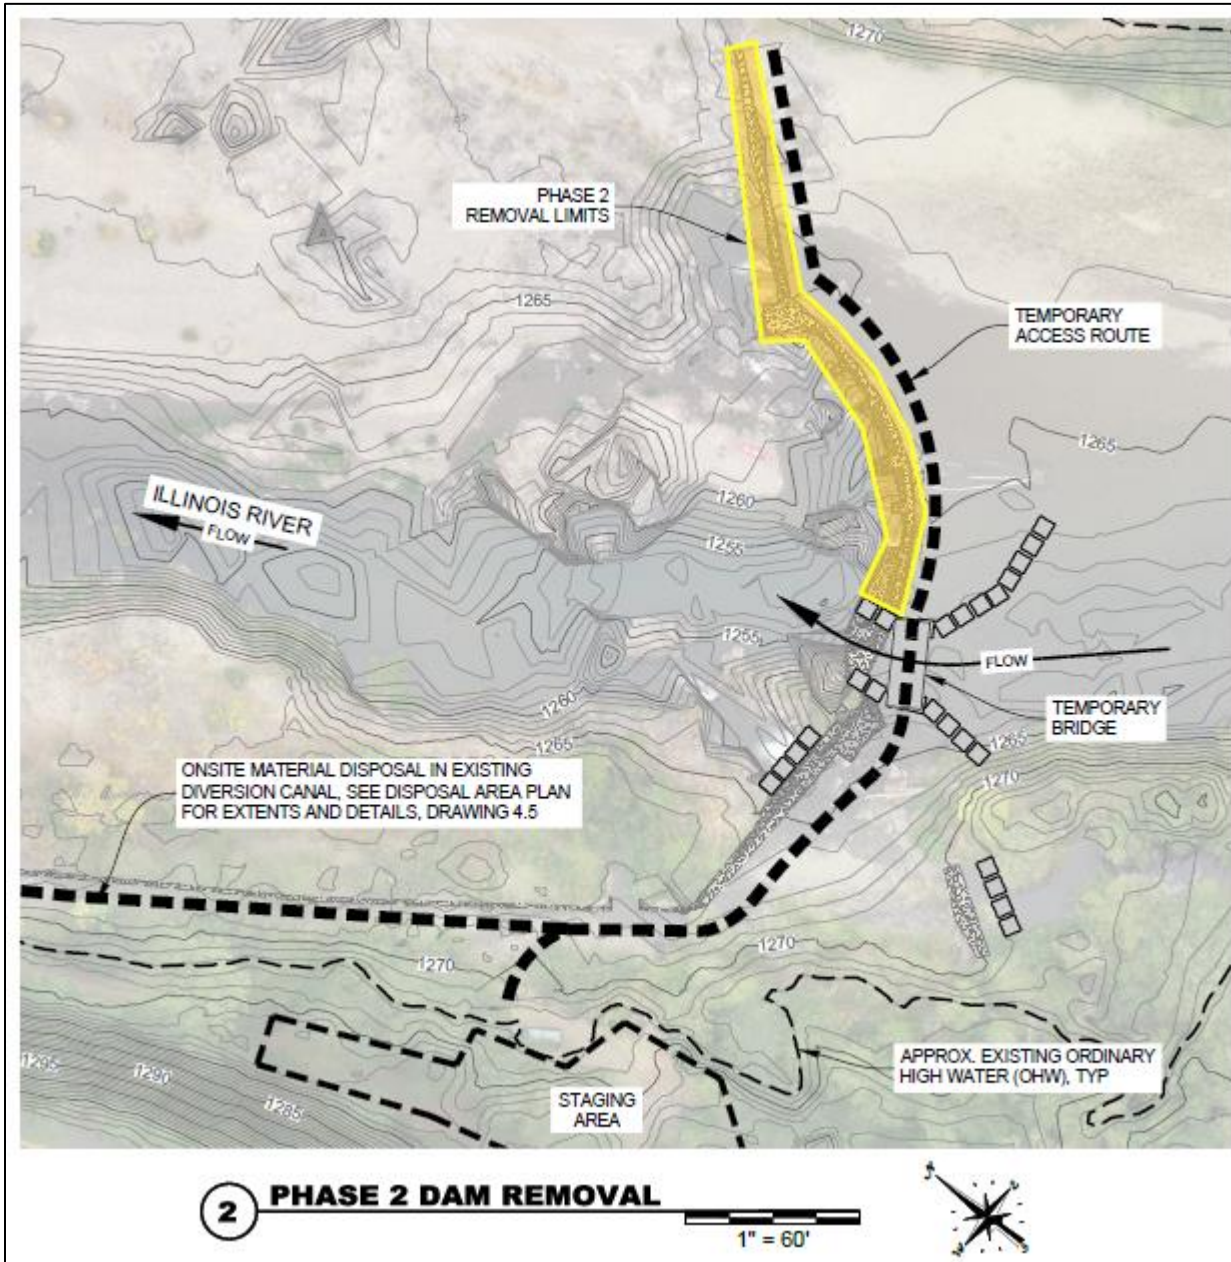 1270
PHASE 2
REMOVAL LIMITS
1265
TEMPORARY
ACCESS ROUTE
1265
1260
ILLINOIS RIVER
FLOW
1255
1255
FLOW
1260
TEMPORARY
BRIDGE
1265
1265
ONSITE MATERIAL DISPOSAL IN EXISTING
DIVERSION CANAL, SEE DISPOSAL AREA PLAN
FOR EXTENTS AND DETAILS, DRAWING 4.5
1270
1270
1270
APPROX. EXISTING ORDINARY
HIGH WATER (OHW), TYP
1295
1290
1285
STAGING
AREA
2 PHASE 2 DAM REMOVAL
1" = 60'